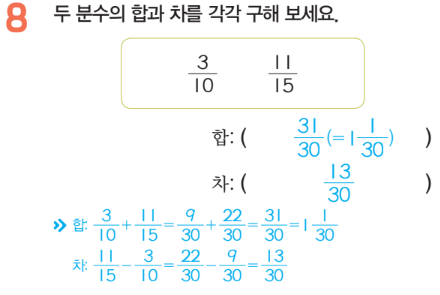 8 두 분수의 합과 차를 각각 구해 보세요.
3/10 11/15
합: ( 31/30 (=1 1/30) )
차: ( 13/30 )
» 합: 3/10 + 11/15 = 9/30 + 22/30 = 31/30 = 1 1/30
차: 11/15 - 3/10 = 22/30 - 9/30 = 13/30